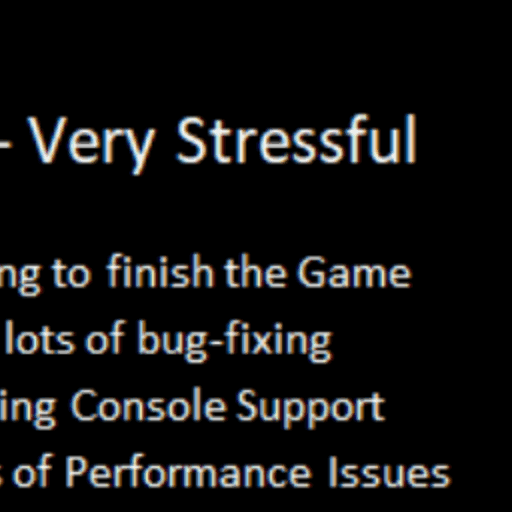 - Very Stressful
ng to finish the Game
lots of bug-fixing
ing Console Support
s of Performance Issues